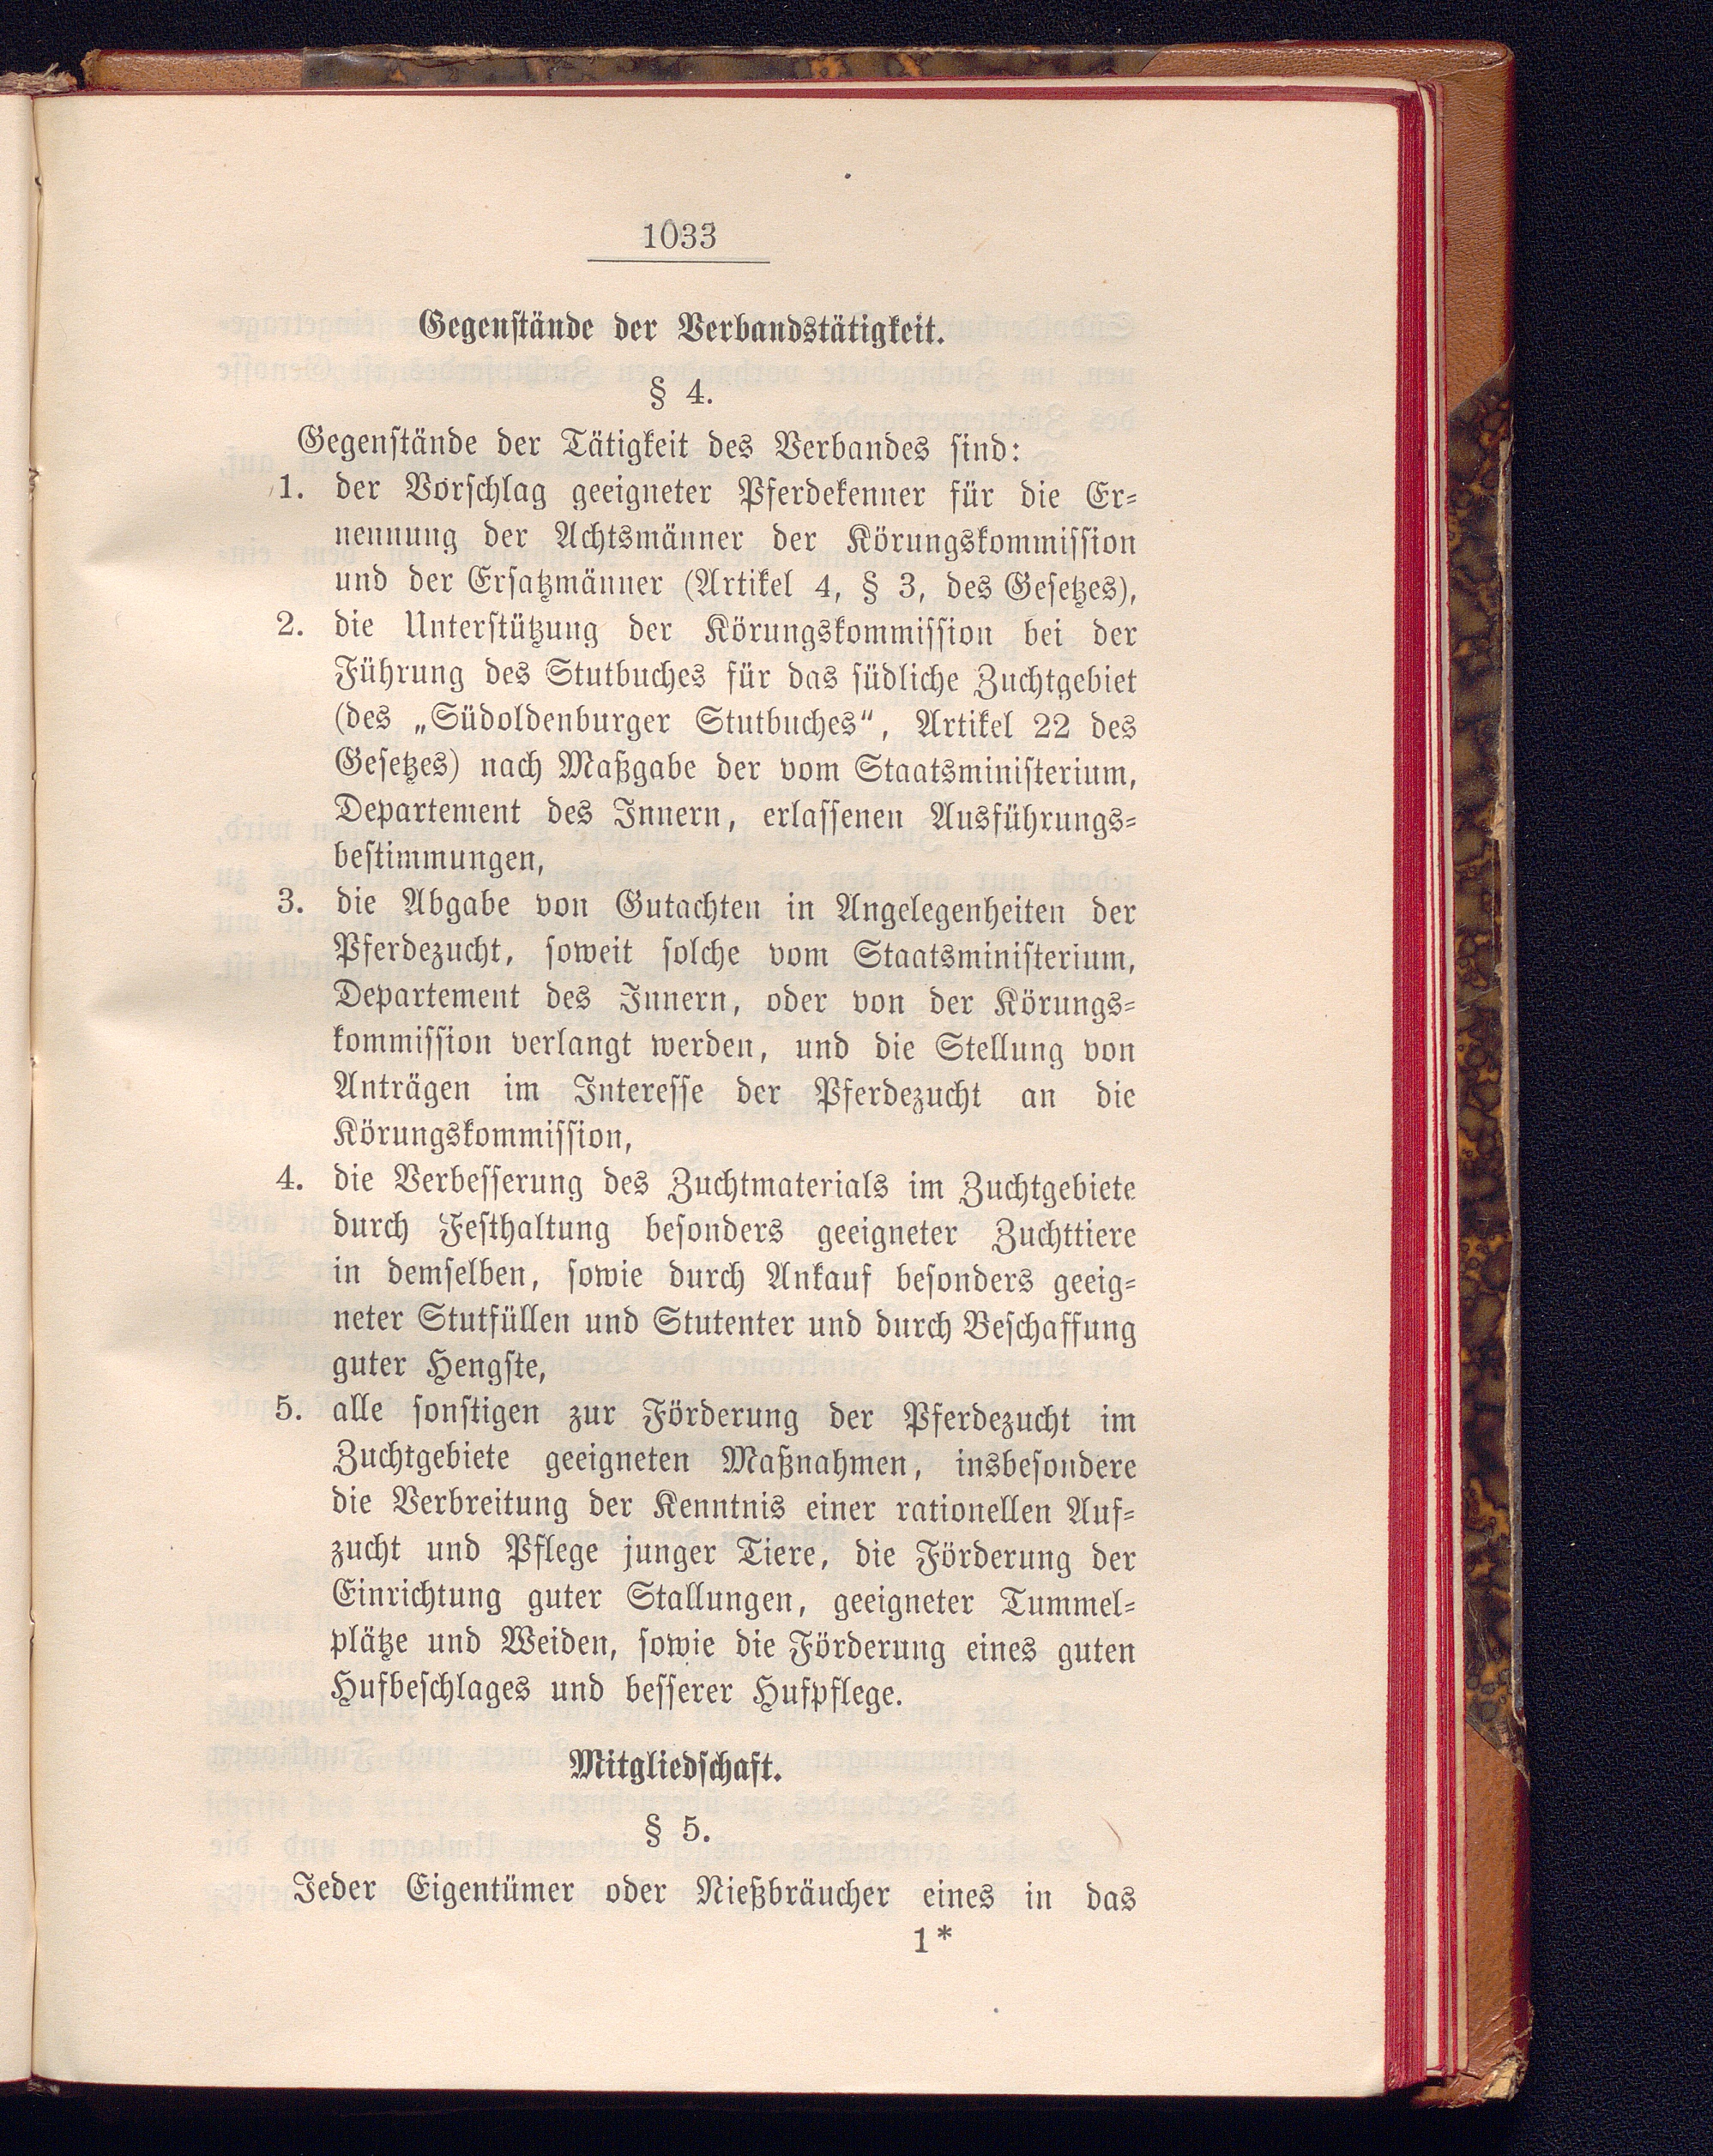 1033
Gegenstände der Verbandstätigkeit.
§ 4.
Gegenstände der Tätigkeit des Verbandes sind:
1. der Vorschlag geeigneter Pferdekenner für die Er-
nennung der Achtsmänner der Körungskommission
und der Ersatzmänner (Artikel 4, § 3, des Gesetzes),
2. die Unterstützung der Körungskommission bei der
Führung des Stutbuches für das südliche Zuchtgebiet
(des „Südoldenburger Stutbuches“, Artikel 22 des
Gesetzes) nach Maßgabe der vom Staatsministerium,
Departement des Innern, erlassenen Ausführungs-
bestimmungen,
3. die Abgabe von Gutachten in Angelegenheiten der
Pferdezucht, soweit solche vom Staatsministerium,
Departement des Innern, oder von der Körungs-
kommission verlangt werden, und die Stellung von
Anträgen im Interesse der Pferdezucht an die
Körungskommission,
4. die Verbesserung des Zuchtmaterials im Zuchtgebiete
durch Festhaltung besonders geeigneter Zuchttiere
in demselben, sowie durch Ankauf besonders geeig-
neter Stutfüllen und Stutenter und durch Beschaffung
guter Hengste,
5. alle sonstigen zur Förderung der Pferdezucht im
Zuchtgebiete geeigneten Maßnahmen, insbesondere
die Verbreitung der Kenntnis einer rationellen Auf-
zucht und Pflege junger Tiere, die Förderung der
Einrichtung guter Stallungen, geeigneter Tummel-
plätze und Weiden, sowie die Förderung eines guten
Hufbeschlages und besserer Hufpflege.
Mitgliedschaft.
§ 5.
Jeder Eigentümer oder Nießbräucher eines in das
1*